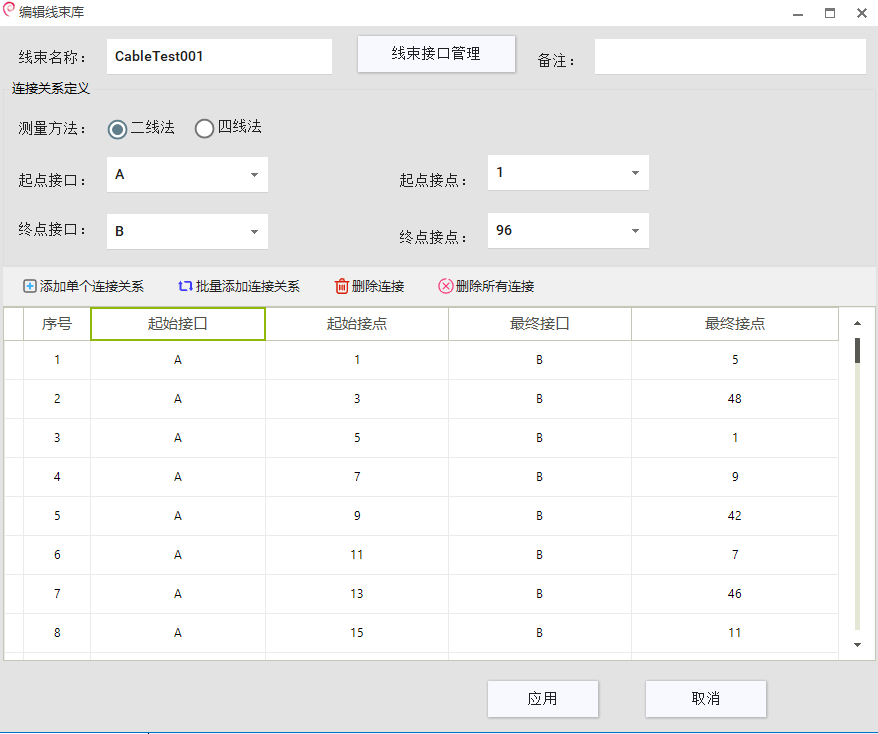 编辑线束库
线束名称： CableTest001 线束接口管理 备注：
连接关系定义
测量方法： 二线法 四线法
起点接口： A 起点接点： 1
终点接口： B 终点接点： 96
添加单个连接关系 批量添加连接关系 删除连接 删除所有连接
序号 起始接口 起始接点 最终接口 最终接点
1 A 1 B 5
2 A 3 B 48
3 A 5 B 1
4 A 7 B 9
5 A 9 B 42
6 A 11 B 7
7 A 13 B 46
8 A 15 B 11
应用 取消